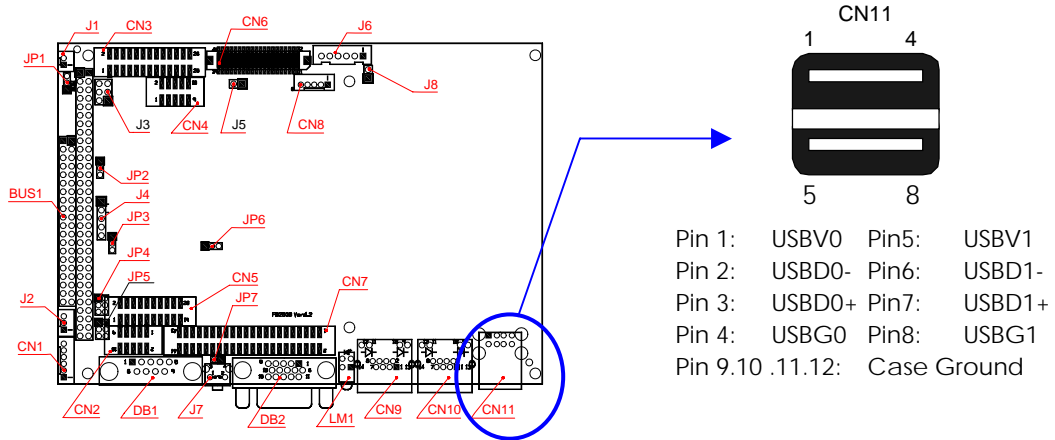 CN11
1 4
5 8
Pin 1: USBV0 Pin5: USBV1
Pin 2: USBD0- Pin6: USBD1-
Pin 3: USBD0+ Pin7: USBD1+
Pin 4: USBG0 Pin8: USBG1
Pin 9.10 .11.12: Case Ground
J1
CN3
CN6
J6
JP1
J8
J3
CN4
J5
CN8
JP2
BUS1
J4
JP3
JP6
JP4
JP5
CN5
JP7
CN7
J2
CN1
CN2
DB1
J7
DB2
LM1
CN9
CN10
CN11